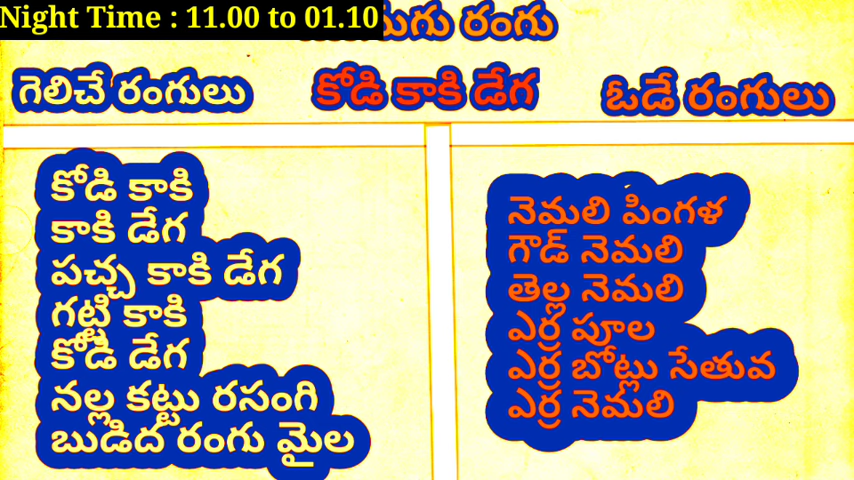 Night Time : 11.00 to 01.10
రంగు
గెలిచే రంగులు
కోడి కాకి డేగ
ఓడే రంగులు
కోడి కాకి
కాకి డేగ
పచ్చ కాకి డేగ
గట్టి కాకి
కోడి డేగ
నల్ల కట్టు రసంగి
బుడిద రంగు మైల
నెమలి పింగళ
గౌడ్ నెమలి
తెల్ల నెమలి
ఎర్ర పూల
ఎర్ర బోట్లు సేతువ
ఎర్ర నెమలి